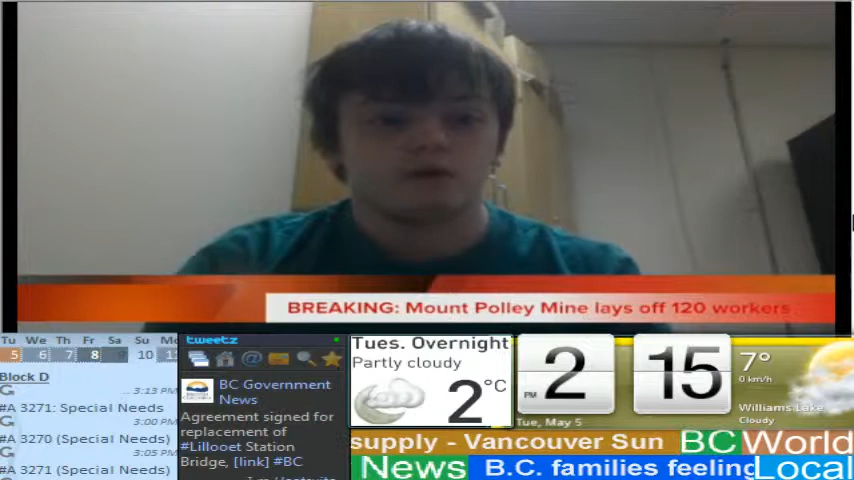 BREAKING: Mount Polley Mine lays off 120 workers
Tu We Th Fr Sa Su Mo
5 6 7 8 9 10 11
Block D
... 3:13 PM
#A 3271: Special Needs
3:00 PM
#A 3270 (Special Needs)
3:05 PM
#A 3271 (Special Needs)
tweetz
BC Government
News
Agreement signed for
replacement of
#Lillooet Station
Bridge, [link] #BC
Tues. Overnight
Partly cloudy
2°C
PM
2 15
Tue, May 5
7°
0 km/h
Williams Lake
Cloudy
supply - Vancouver Sun BC World
News B.C. families feeling Local